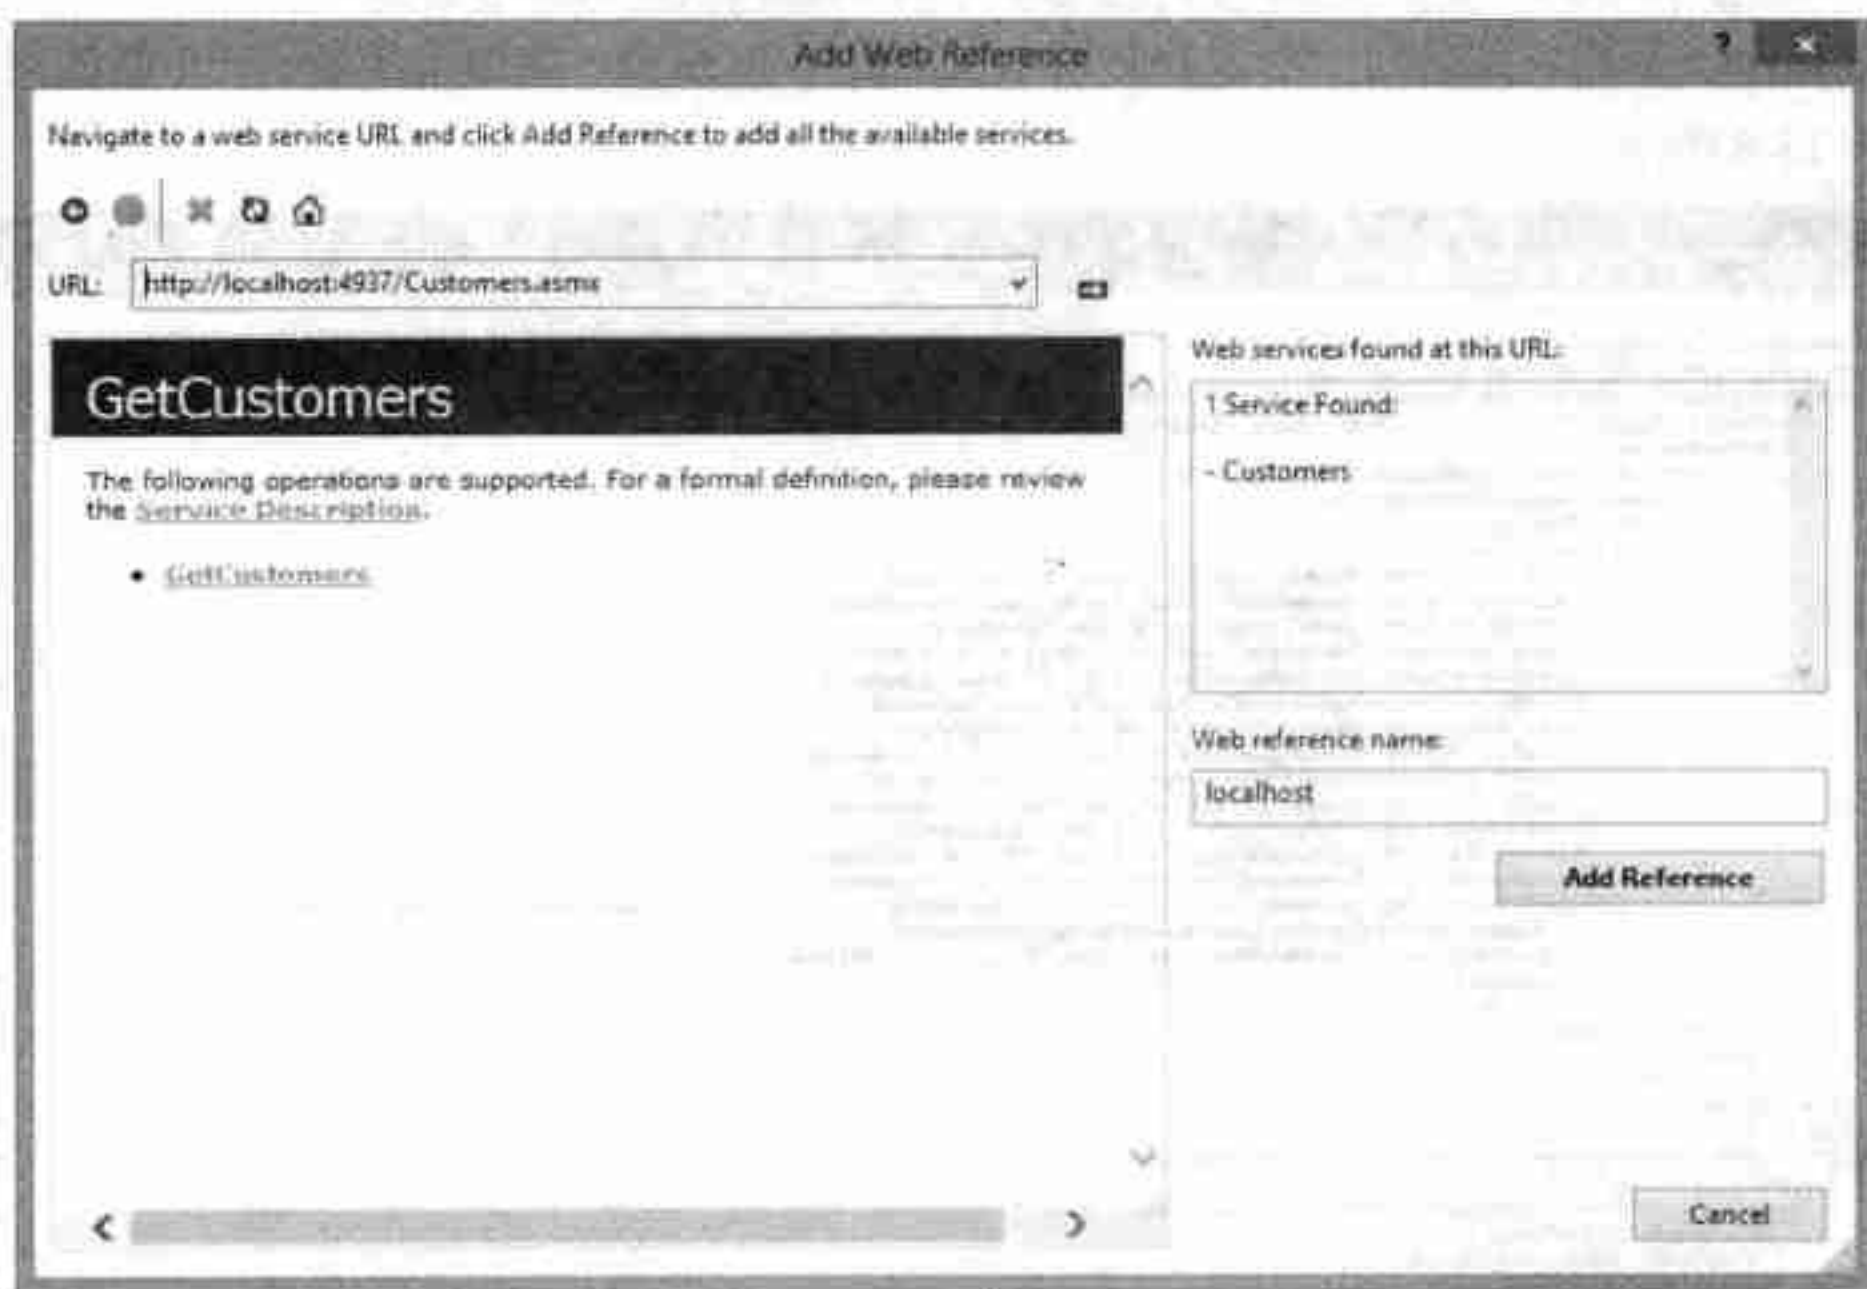 Add Web Reference
?
Navigate to a web service URL and click Add Reference to add all the available services.
URL:
http://localhost:4937/Customers.asmx
GetCustomers
The following operations are supported. For a formal definition, please review
the Service Description.
• GetCustomers
Web services found at this URL:
1 Service Found:
- Customers
Web reference name:
localhost
Add Reference
Cancel